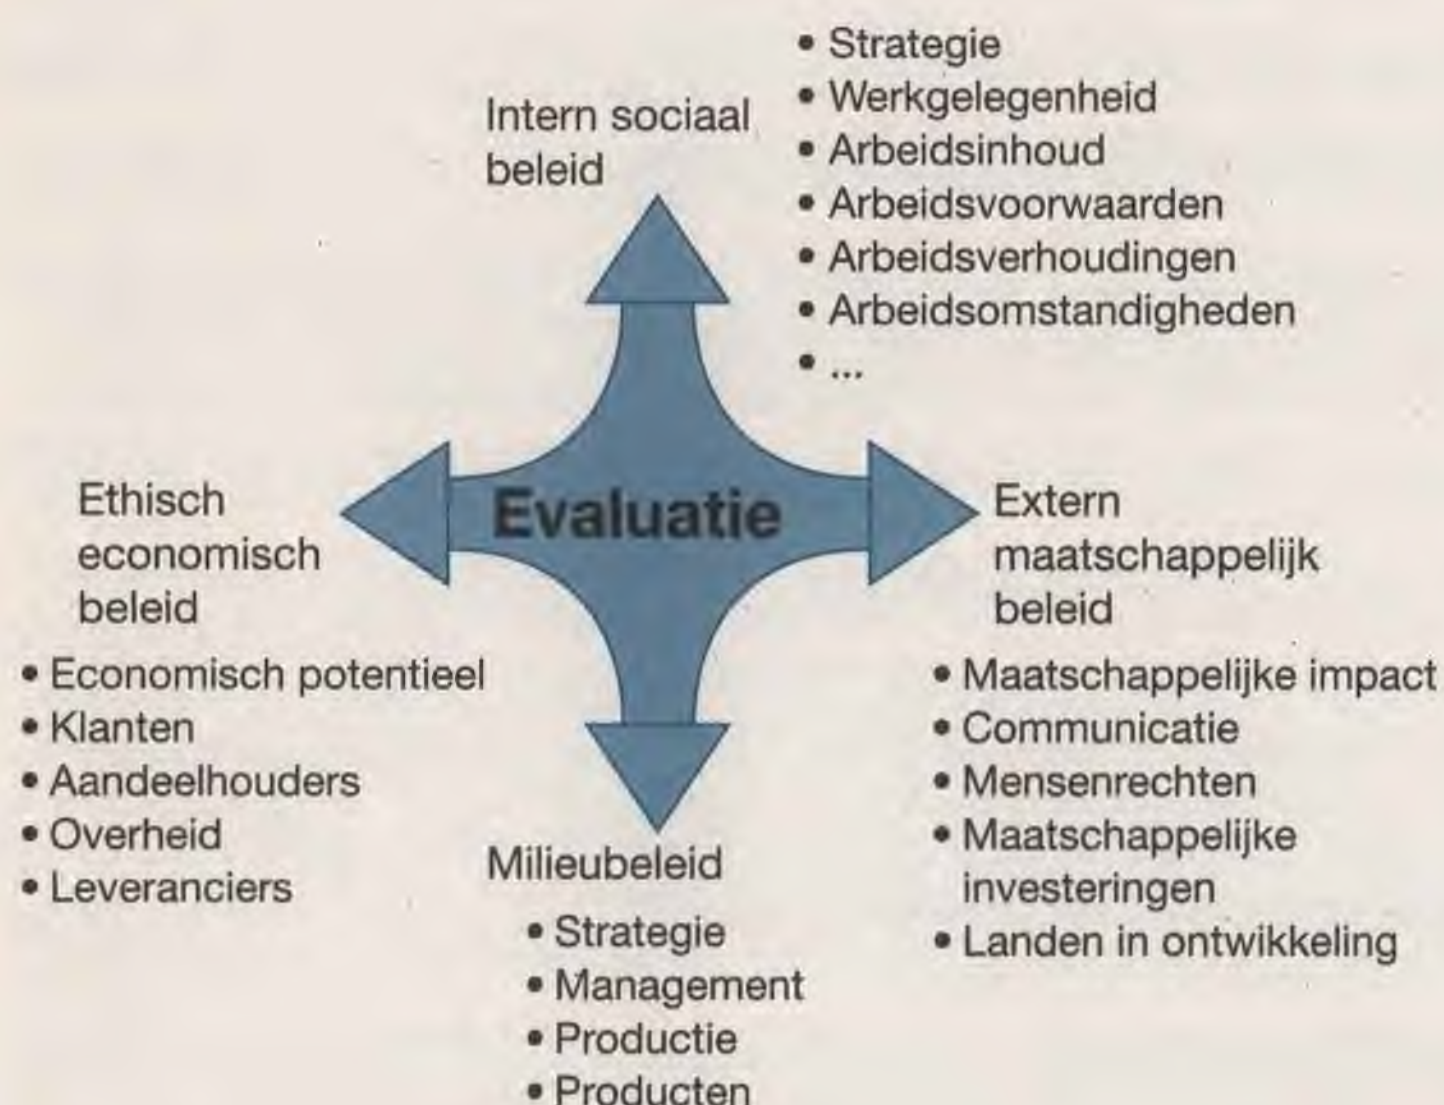 Intern sociaal
beleid
• Strategie
• Werkgelegenheid
• Arbeidsinhoud
• Arbeidsvoorwaarden
• Arbeidsverhoudingen
• Arbeidsomstandigheden
• ...
Evaluatie
Ethisch
economisch
beleid
• Economisch potentieel
• Klanten
• Aandeelhouders
• Overheid
• Leveranciers
Extern
maatschappelijk
beleid
• Maatschappelijke impact
• Communicatie
• Mensenrechten
• Maatschappelijke
investeringen
• Landen in ontwikkeling
Milieubeleid
• Strategie
• Management
• Productie
• Producten